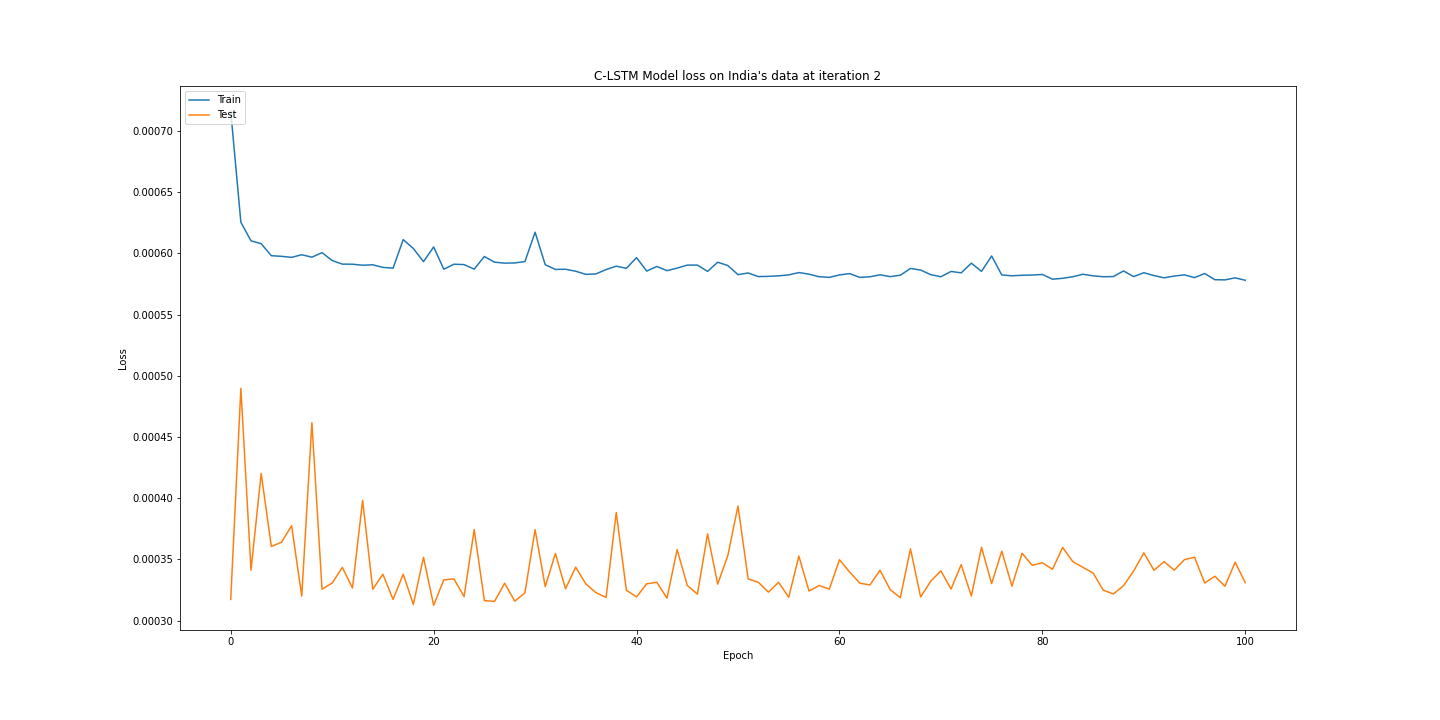 C-LSTM Model loss on India's data at iteration 2
Train
Test
0.00070
0.00065
0.00060
0.00055
0.00050
0.00045
0.00040
0.00035
0.00030
Loss
0 20 40 60 80 100
Epoch